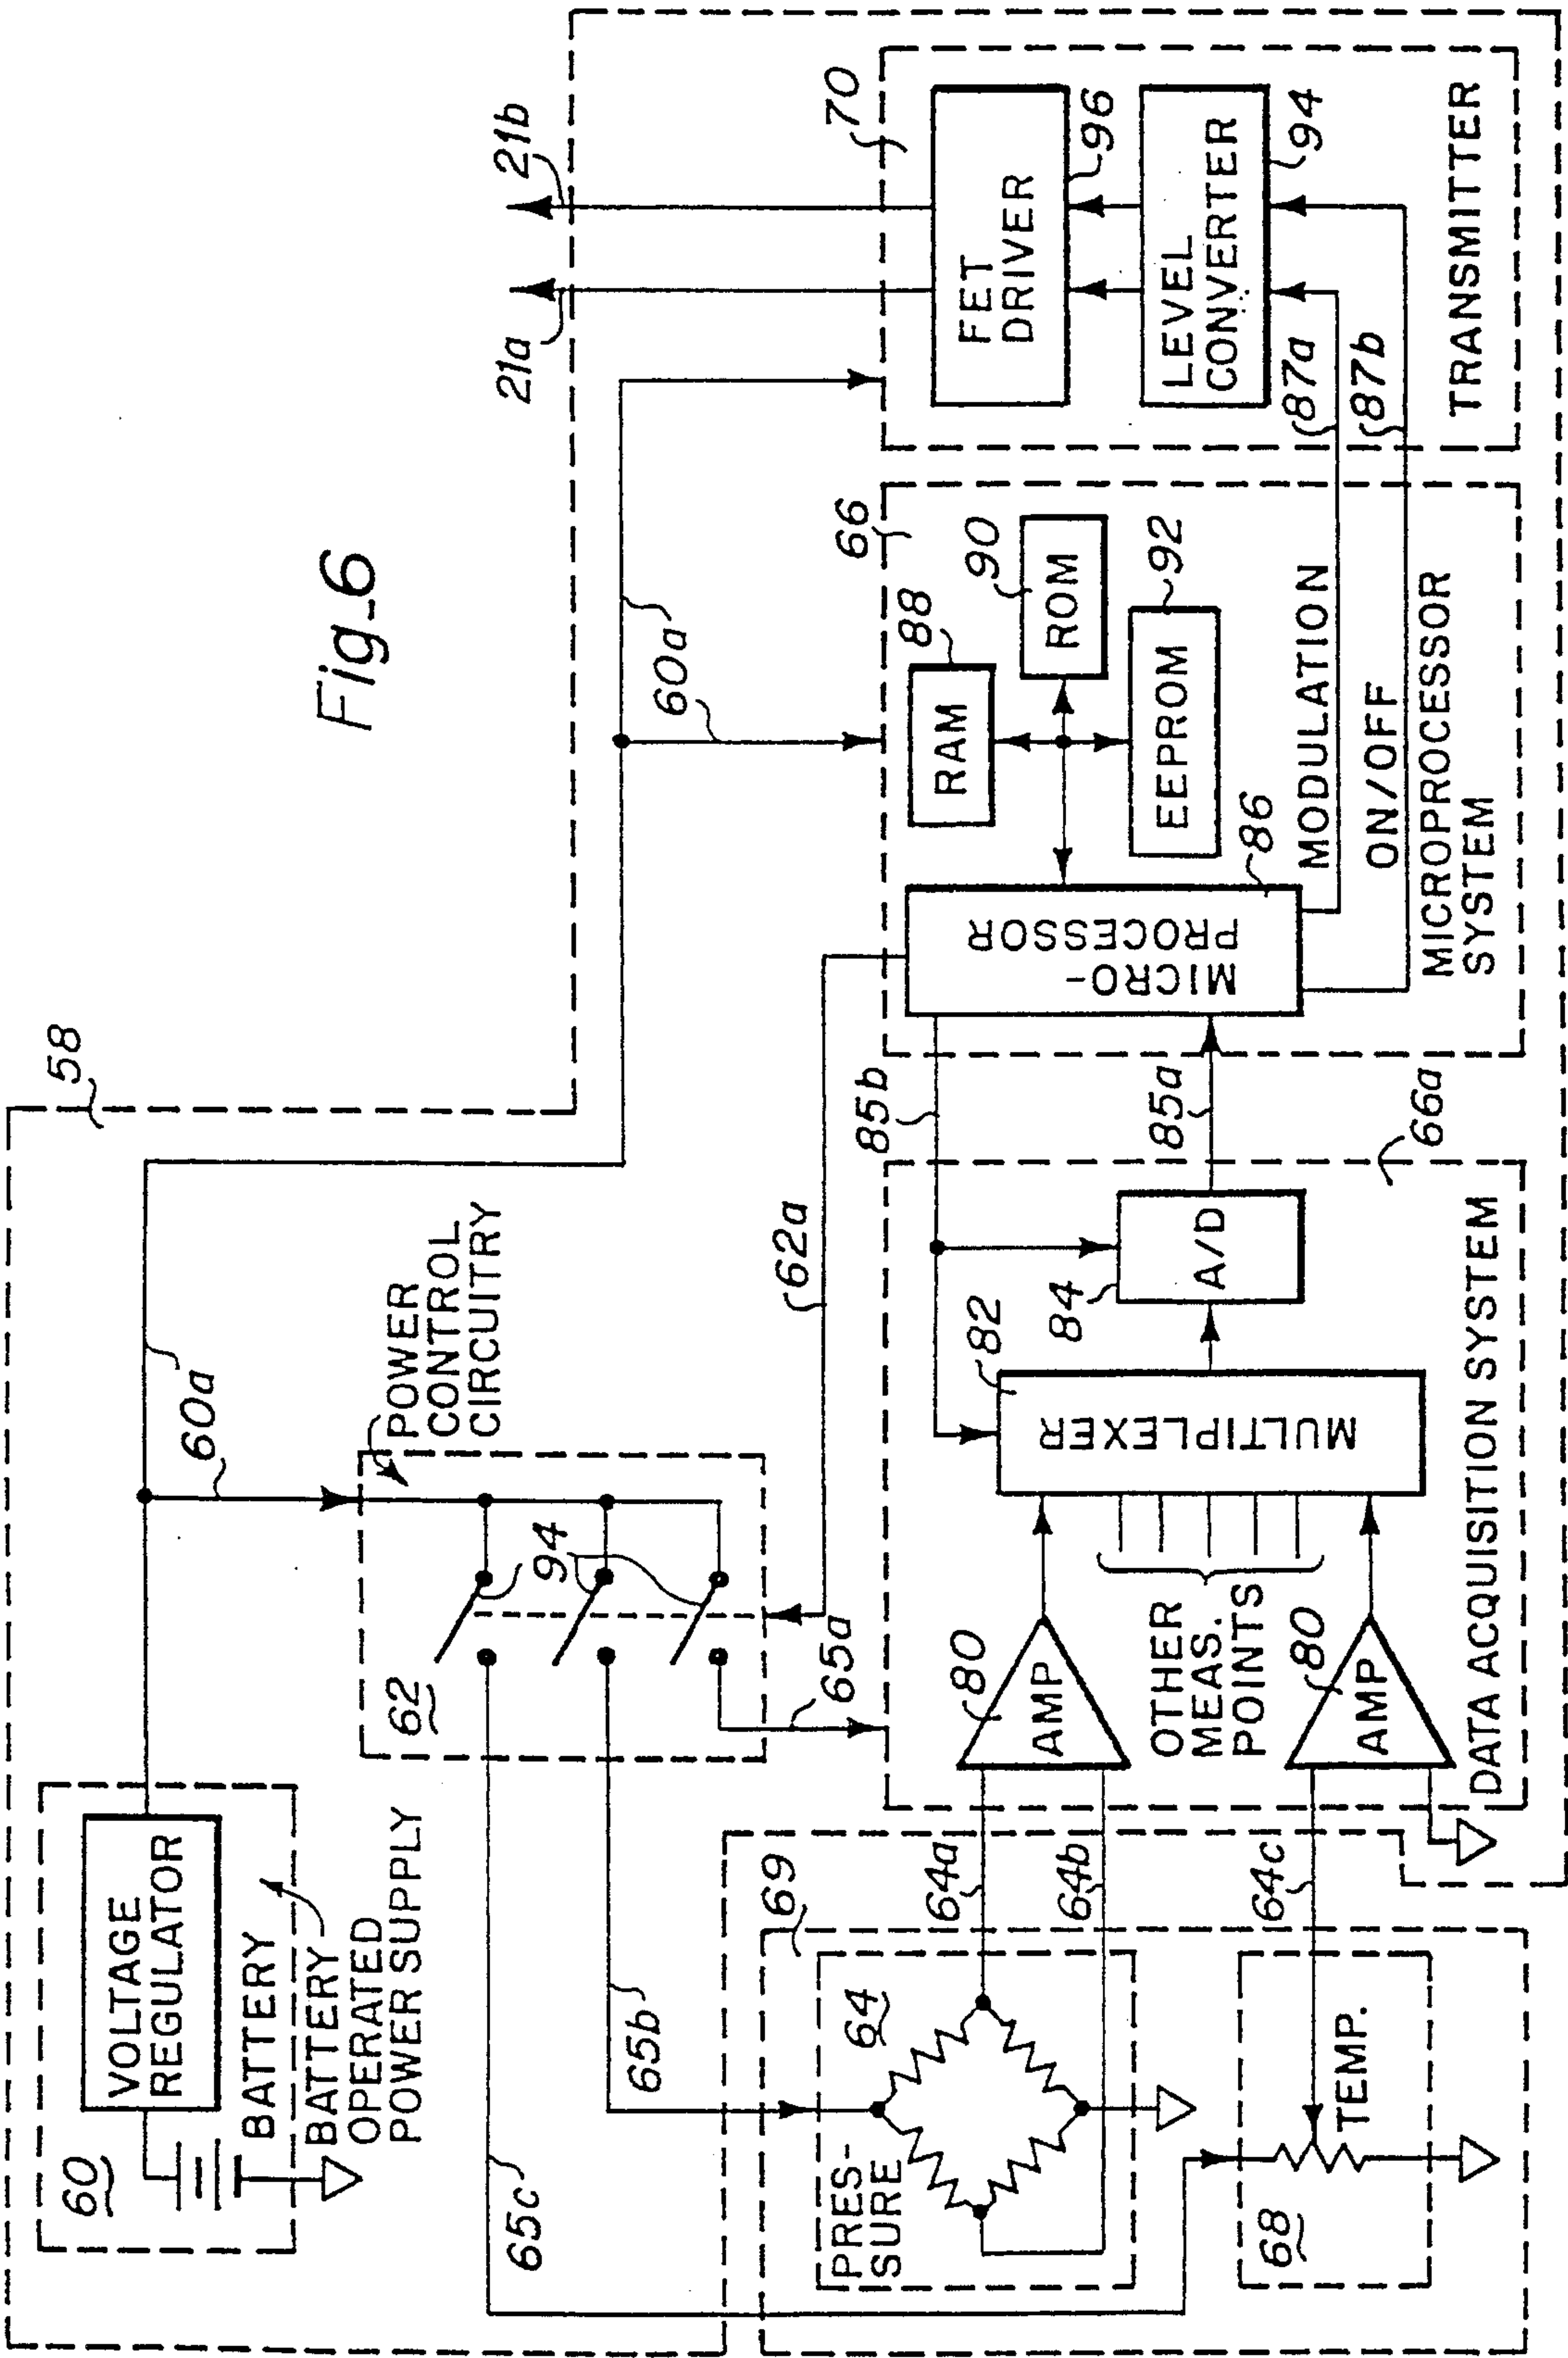 Fig_6
58
60
VOLTAGE
REGULATOR
BATTERY
BATTERY
OPERATED
POWER SUPPLY
60a
60a
POWER
CONTROL
CIRCUITRY
62
94
62a
65a
65b
65c
21a
21b
69
PRES-
SURE
64
64a
64b
64c
68
TEMP.
80
AMP
OTHER
MEAS.
POINTS
80
AMP
82
MULTIPLEXER
84
A/D
DATA ACQUISITION SYSTEM
66a
85b
85a
66
MICRO-
PROCESSOR
86
88
RAM
90
ROM
92
EEPROM
MODULATION
ON/OFF
MICROPROCESSOR
SYSTEM
87a
87b
70
FET
DRIVER
96
LEVEL
CONVERTER
94
TRANSMITTER